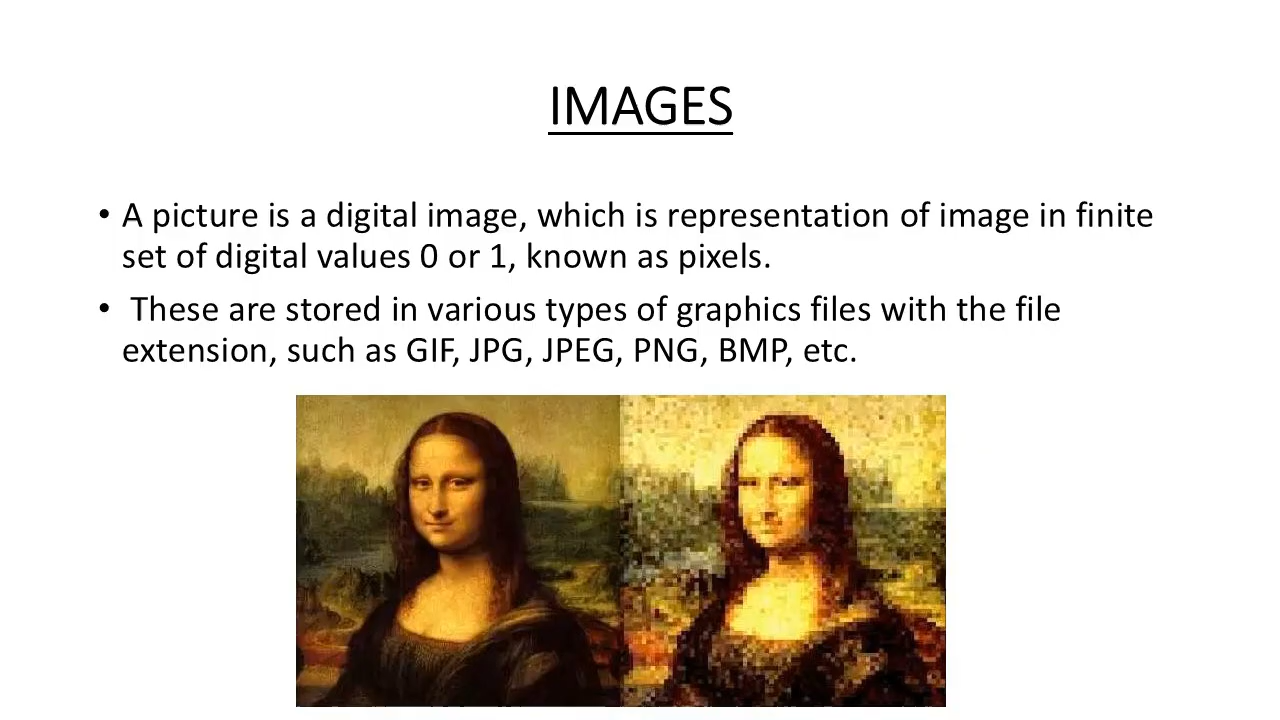 IMAGES
• A picture is a digital image, which is representation of image in finite
set of digital values 0 or 1, known as pixels.
• These are stored in various types of graphics files with the file
extension, such as GIF, JPG, JPEG, PNG, BMP, etc.